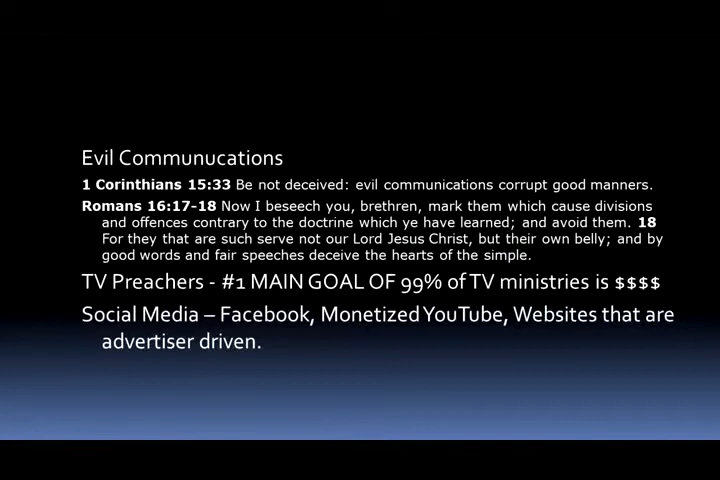 Evil Communucations
1 Corinthians 15:33 Be not deceived: evil communications corrupt good manners.
Romans 16:17-18 Now I beseech you, brethren, mark them which cause divisions
and offences contrary to the doctrine which ye have learned; and avoid them. 18
For they that are such serve not our Lord Jesus Christ, but their own belly; and by
good words and fair speeches deceive the hearts of the simple.
TV Preachers - #1 MAIN GOAL OF 99% of TV ministries is $$$$
Social Media – Facebook, Monetized YouTube, Websites that are
advertiser driven.